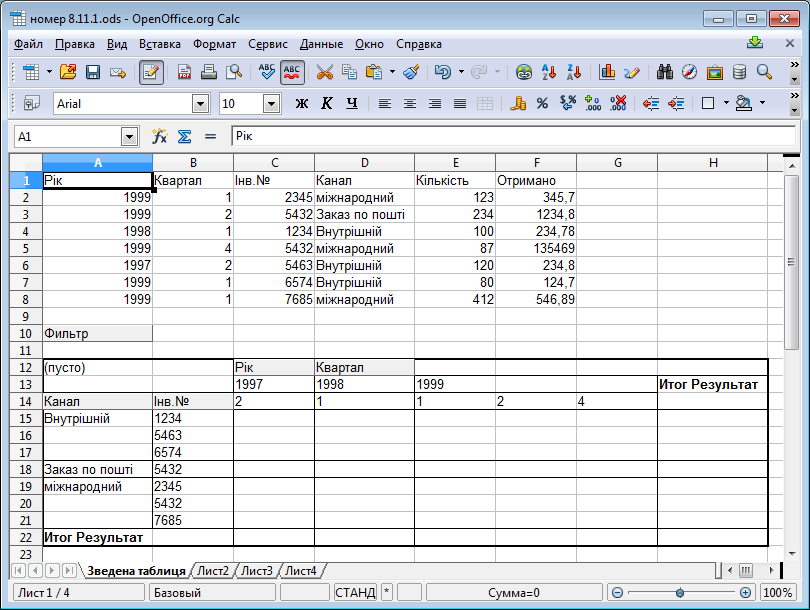 номер 8.11.1.ods - OpenOffice.org Calc
Файл Правка Вид Вставка Формат Сервис Данные Окно Справка
Arial 10 Ж К Ч
A1 Рік
A B C D E F G H
1 Рік Квартал Інв.№ Канал Кількість Отримано
2 1999 1 2345 міжнародний 123 345,7
3 1999 2 5432 Заказ по пошті 234 1234,8
4 1998 1 1234 Внутрішній 100 234,78
5 1999 4 5432 міжнародний 87 135469
6 1997 2 5463 Внутрішній 120 234,8
7 1999 1 6574 Внутрішній 80 124,7
8 1999 1 7685 міжнародний 412 546,89
9
10 Фильтр
11
12 (пусто) Рік Квартал
13 1997 1998 1999 Итог Результат
14 Канал Інв.№ 2 1 1 2 4
15 Внутрішній 1234
16 5463
17 6574
18 Заказ по пошті 5432
19 міжнародний 2345
20 5432
21 7685
22 Итог Результат
23
Зведена таблиця Лист2 Лист3 Лист4
Лист 1 / 4 Базовый СТАНД * Сумма=0 100%